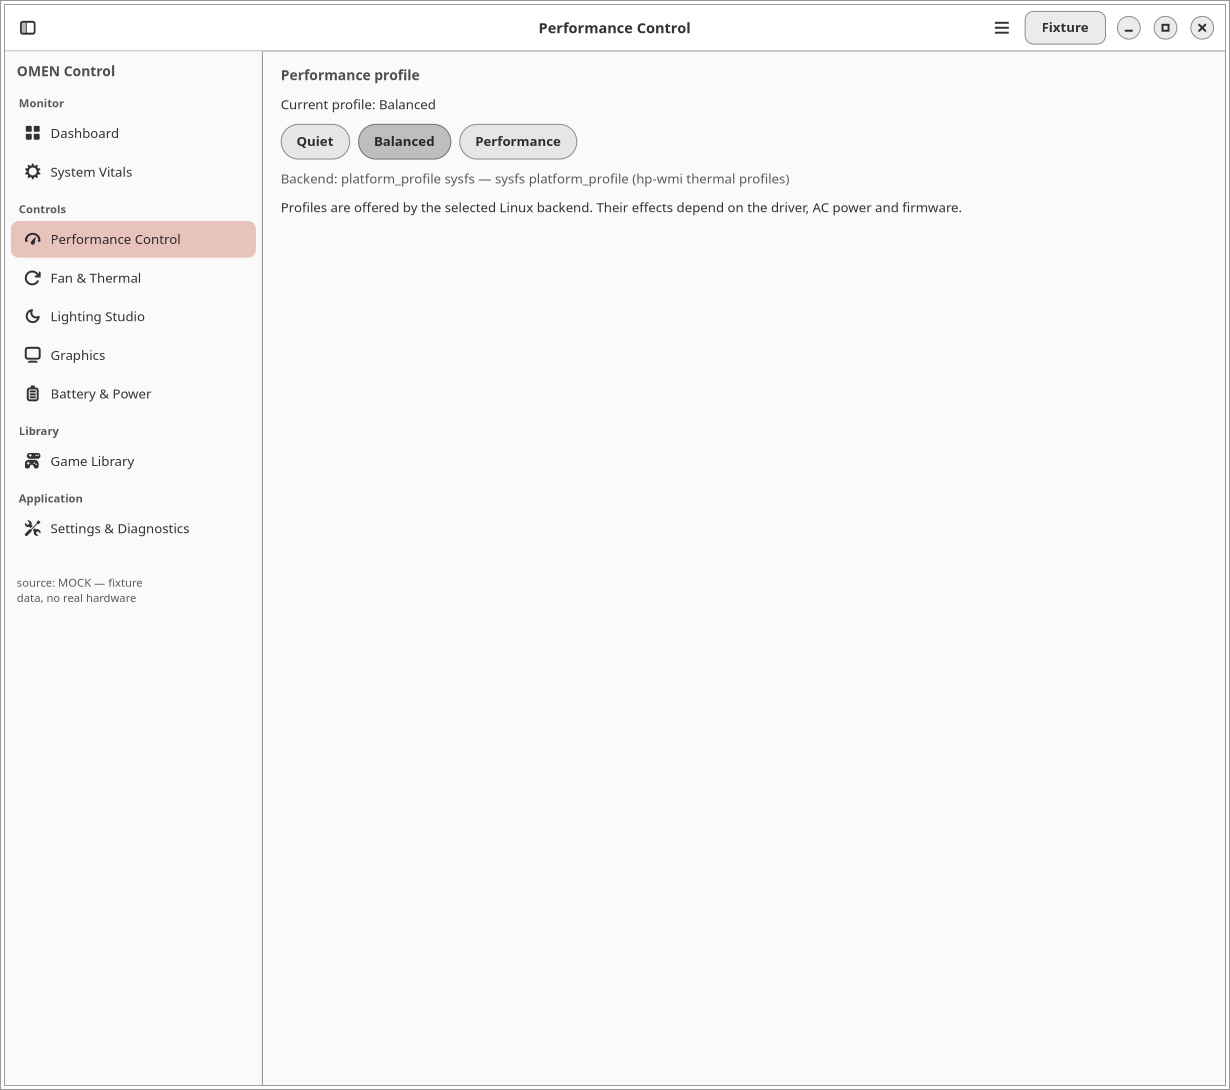 Performance Control
Fixture
OMEN Control
Monitor
Dashboard
System Vitals
Controls
Performance Control
Fan & Thermal
Lighting Studio
Graphics
Battery & Power
Library
Game Library
Application
Settings & Diagnostics
source: MOCK — fixture
data, no real hardware
Performance profile
Current profile: Balanced
Quiet Balanced Performance
Backend: platform_profile sysfs — sysfs platform_profile (hp-wmi thermal profiles)
Profiles are offered by the selected Linux backend. Their effects depend on the driver, AC power and firmware.